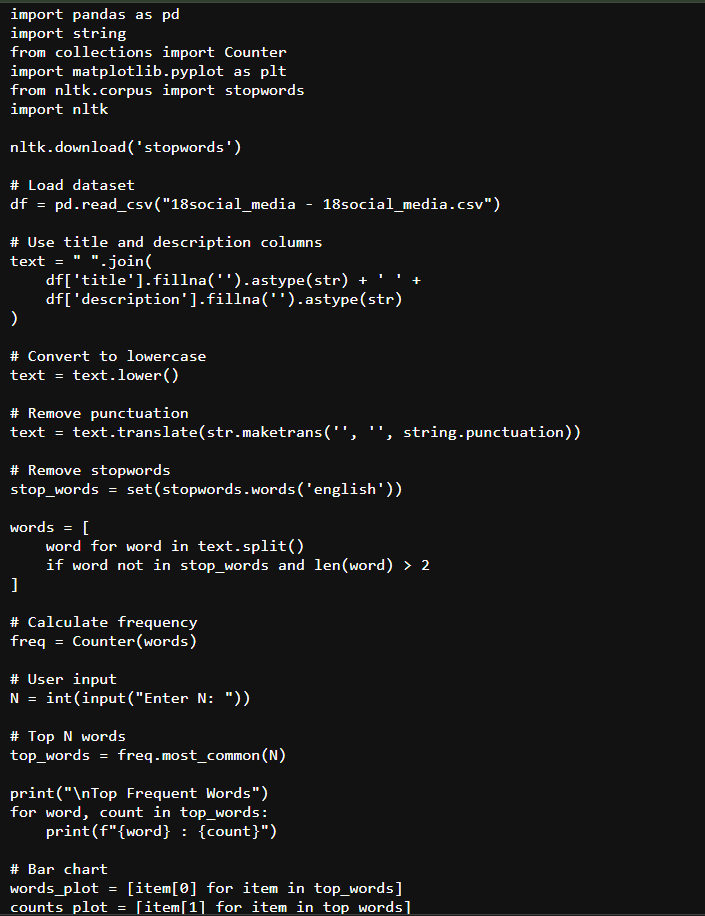 import pandas as pd
import string
from collections import Counter
import matplotlib.pyplot as plt
from nltk.corpus import stopwords
import nltk

nltk.download('stopwords')

# Load dataset
df = pd.read_csv("18social_media - 18social_media.csv")

# Use title and description columns
text = " ".join(
    df['title'].fillna('').astype(str) + ' ' +
    df['description'].fillna('').astype(str)
)

# Convert to lowercase
text = text.lower()

# Remove punctuation
text = text.translate(str.maketrans('', '', string.punctuation))

# Remove stopwords
stop_words = set(stopwords.words('english'))

words = [
    word for word in text.split()
    if word not in stop_words and len(word) > 2
]

# Calculate frequency
freq = Counter(words)

# User input
N = int(input("Enter N: "))

# Top N words
top_words = freq.most_common(N)

print("\nTop Frequent Words")
for word, count in top_words:
    print(f"{word} : {count}")

# Bar chart
words_plot = [item[0] for item in top_words]
counts_plot = [item[1] for item in top_words]